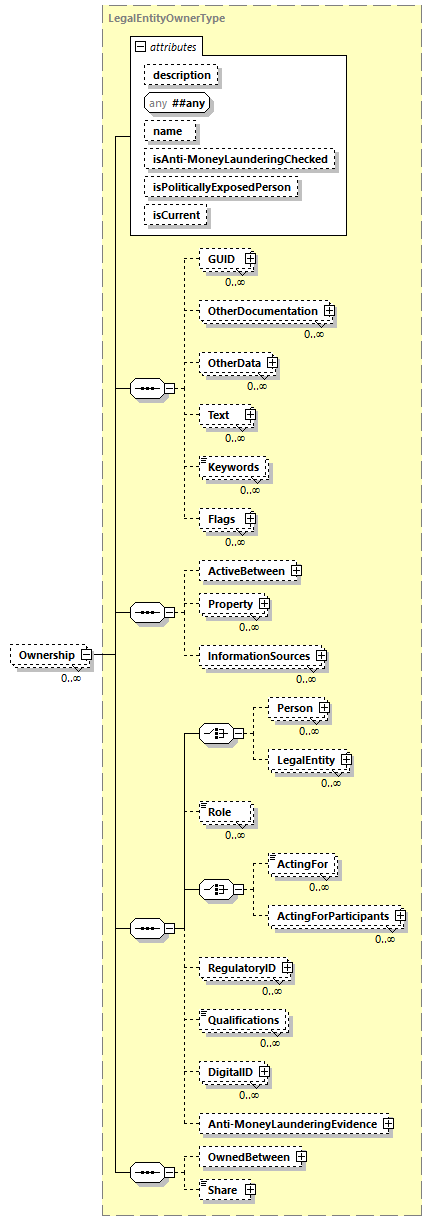 LegalEntityOwnerType
attributes
description
any ##any
name
isAnti-MoneyLaunderingChecked
isPoliticallyExposedPerson
isCurrent
GUID
0..∞
OtherDocumentation
0..∞
OtherData
0..∞
Text
0..∞
Keywords
0..∞
Flags
0..∞
ActiveBetween
Property
0..∞
InformationSources
0..∞
Ownership
0..∞
Person
0..∞
LegalEntity
0..∞
Role
0..∞
ActingFor
0..∞
ActingForParticipants
0..∞
RegulatoryID
0..∞
Qualifications
0..∞
DigitalID
0..∞
Anti-MoneyLaunderingEvidence
OwnedBetween
Share